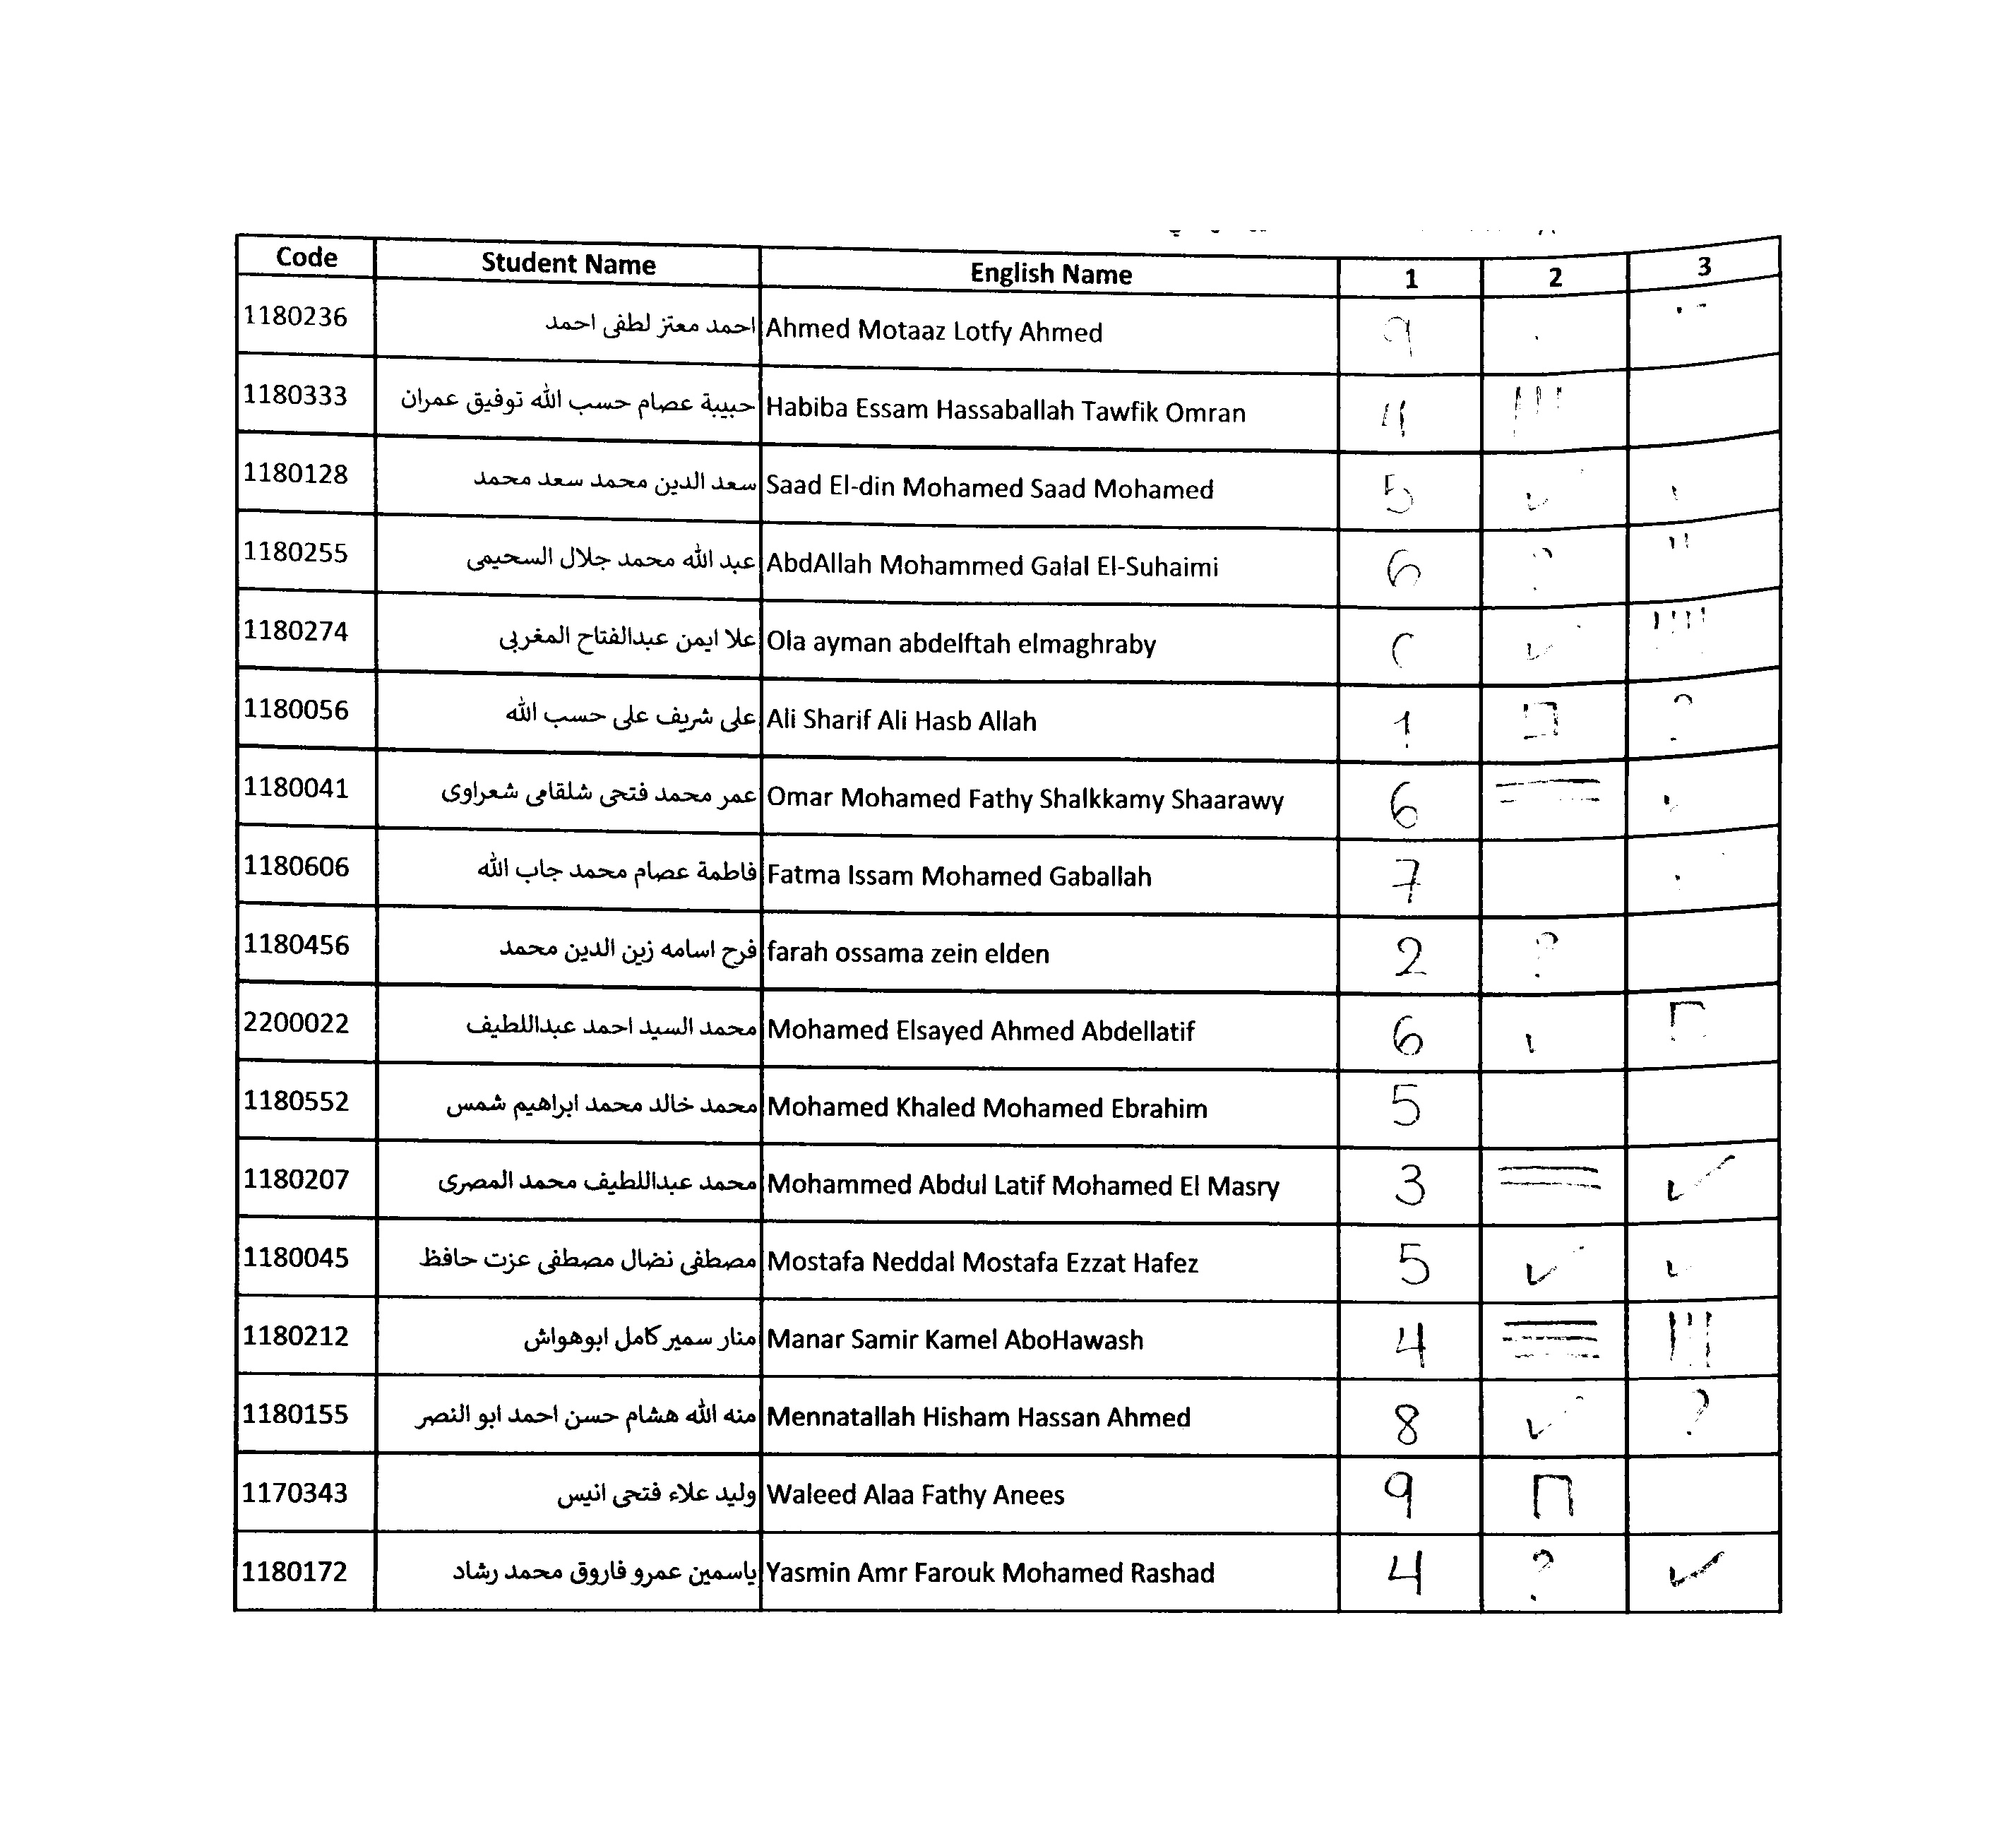 Code Student Name English Name 1 2 3
1180236 احمد معتز لطفى احمد Ahmed Motaaz Lotfy Ahmed 9
1180333 حبيبة عصام حسب الله توفيق عمران Habiba Essam Hassaballah Tawfik Omran 4
1180128 سعد الدين محمد سعد محمد Saad El-din Mohamed Saad Mohamed 5 ✓
1180255 عبد الله محمد جلال السحيمى AbdAllah Mohammed Galal El-Suhaimi 6 ?
1180274 علا ايمن عبدالفتاح المغربى Ola ayman abdelftah elmaghraby ✓
1180056 على شريف على حسب الله Ali Sharif Ali Hasb Allah 1 ?
1180041 عمر محمد فتحى شلقامى شعراوى Omar Mohamed Fathy Shalkkamy Shaarawy 6
1180606 فاطمة عصام محمد جاب الله Fatma Issam Mohamed Gaballah 7
1180456 فرح اسامه زين الدين محمد farah ossama zein elden 2 ?
2200022 محمد السيد احمد عبداللطيف Mohamed Elsayed Ahmed Abdellatif 6
1180552 محمد خالد محمد ابراهيم شمس Mohamed Khaled Mohamed Ebrahim 5
1180207 محمد عبداللطيف محمد المصرى Mohammed Abdul Latif Mohamed El Masry 3 ✓
1180045 مصطفى نضال مصطفى عزت حافظ Mostafa Neddal Mostafa Ezzat Hafez 5 ✓ ✓
1180212 منار سمير كامل ابوهواش Manar Samir Kamel AboHawash 4
1180155 منه الله هشام حسن احمد ابو النصر Mennatallah Hisham Hassan Ahmed 8 ✓ ?
1170343 وليد علاء فتحى انيس Waleed Alaa Fathy Anees 9
1180172 ياسمين عمرو فاروق محمد رشاد Yasmin Amr Farouk Mohamed Rashad 4 ? ✓